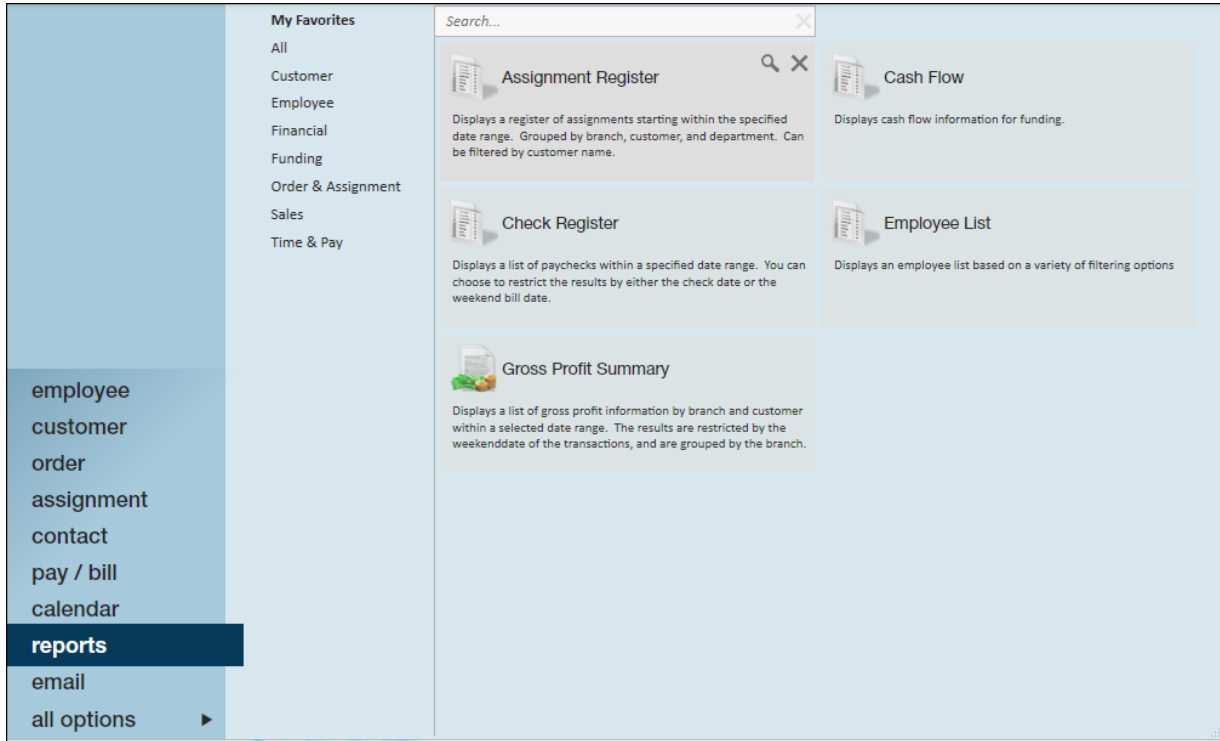 My Favorites
All
Customer
Employee
Financial
Funding
Order & Assignment
Sales
Time & Pay
Search...
Assignment Register
Displays a register of assignments starting within the specified
date range. Grouped by branch, customer, and department. Can
be filtered by customer name.
Cash Flow
Displays cash flow information for funding.
Check Register
Displays a list of paychecks within a specified date range. You can
choose to restrict the results by either the check date or the
weekend bill date.
Employee List
Displays an employee list based on a variety of filtering options
Gross Profit Summary
Displays a list of gross profit information by branch and customer
within a selected date range. The results are restricted by the
weekenddate of the transactions, and are grouped by the branch.
employee
customer
order
assignment
contact
pay / bill
calendar
reports
email
all options